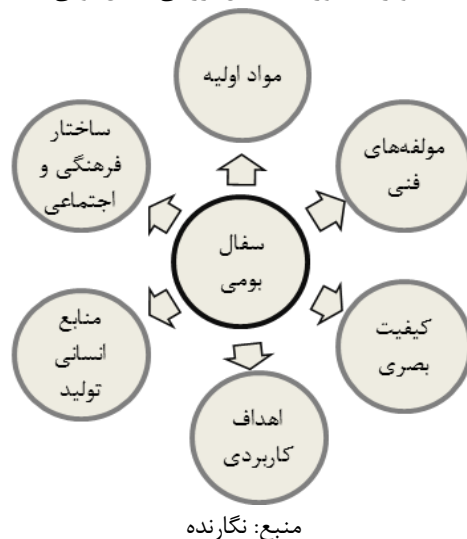 مواد اولیه
مولفه‌های
فنی
کیفیت
بصری
اهداف
کاربردی
منابع
انسانی
تولید
ساختار
فرهنگی و
اجتماعی
سفال
بومی
منبع: نگارنده